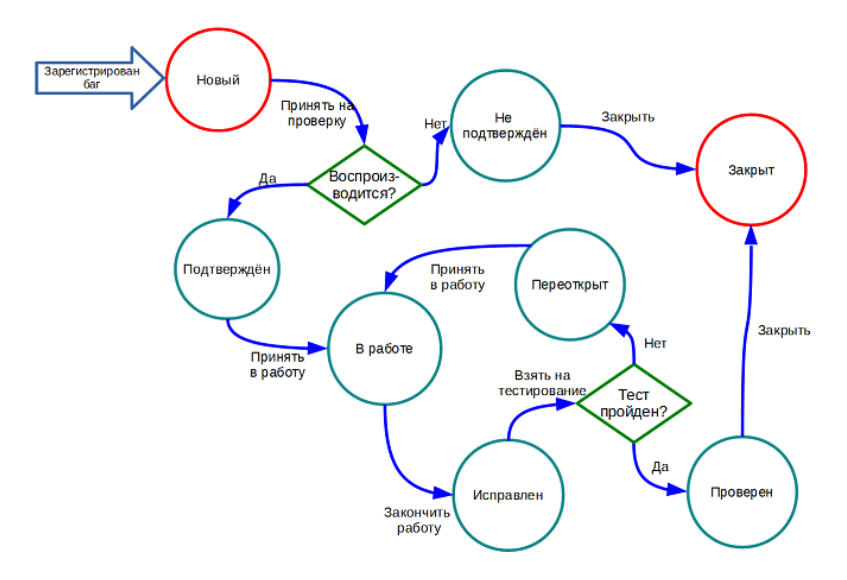 Зарегистрирован
баг
Новый
Принять на
проверку
Воспроиз-
водится?
Нет
Не
подтверждён
Закрыть
Закрыт
Да
Подтверждён
Принять
в работу
В работе
Принять
в работу
Переоткрыт
Нет
Закрыть
Взять на
тестирование
Тест
пройден?
Да
Проверен
Исправлен
Закончить
работу